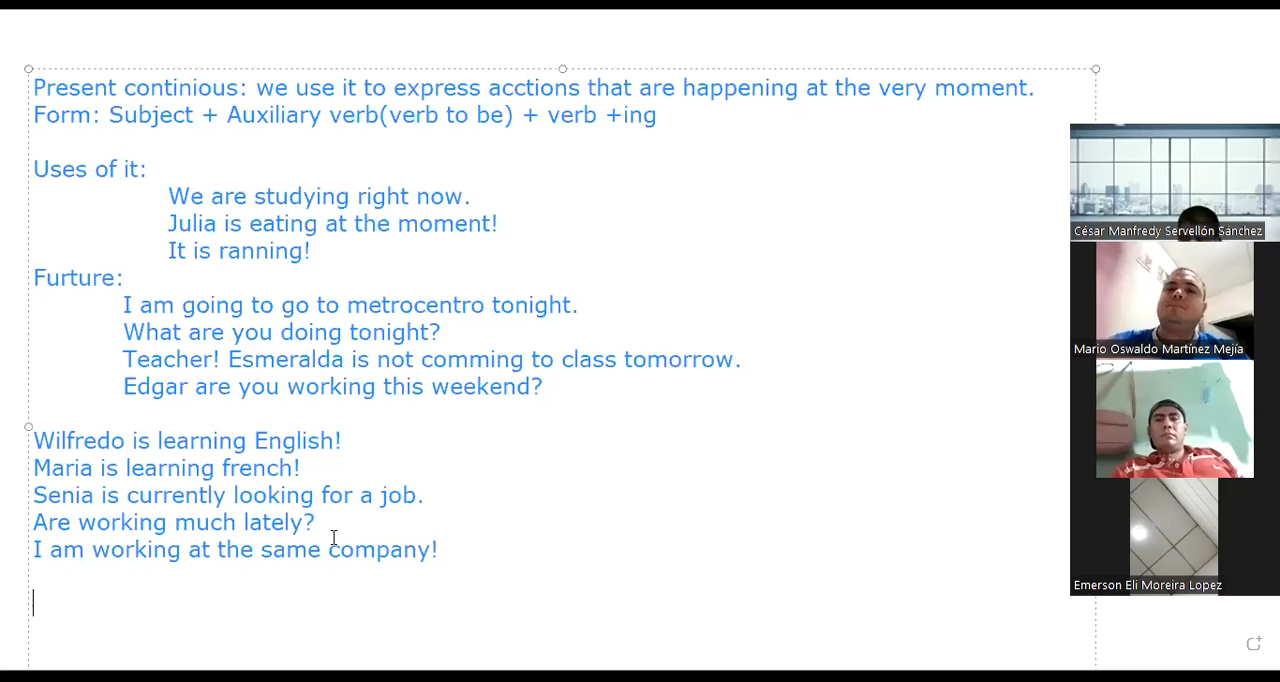 Present continious: we use it to express acctions that are happening at the very moment.
Form: Subject + Auxiliary verb(verb to be) + verb +ing
Uses of it:
We are studying right now.
Julia is eating at the moment!
It is ranning!
Furture:
I am going to go to metrocentro tonight.
What are you doing tonight?
Teacher! Esmeralda is not comming to class tomorrow.
Edgar are you working this weekend?
Wilfredo is learning English!
Maria is learning french!
Senia is currently looking for a job.
Are working much lately?
I am working at the same company!
César Manfredy Servellón Sánchez
Mario Oswaldo Martínez Mejía
Emerson Eli Moreira Lopez